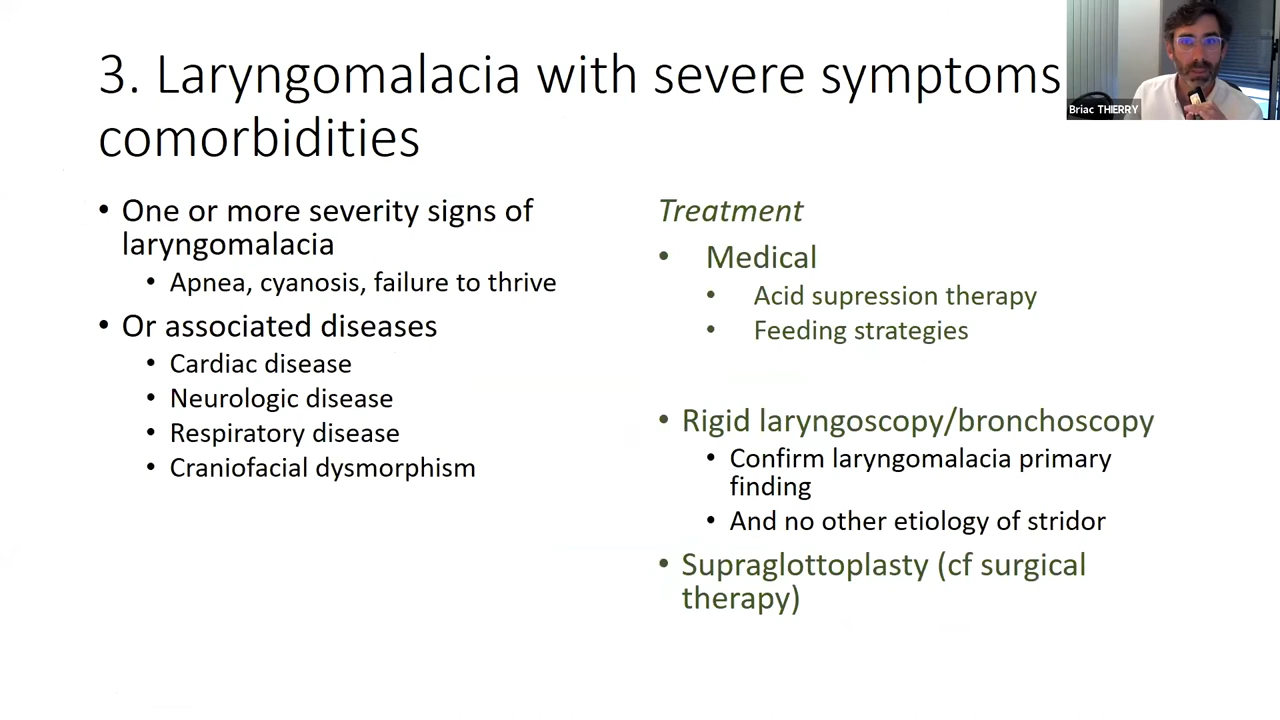 3. Laryngomalacia with severe symptoms
comorbidities
Briac THIERRY
• One or more severity signs of
laryngomalacia
• Apnea, cyanosis, failure to thrive
• Or associated diseases
• Cardiac disease
• Neurologic disease
• Respiratory disease
• Craniofacial dysmorphism
Treatment
• Medical
• Acid supression therapy
• Feeding strategies
• Rigid laryngoscopy/bronchoscopy
• Confirm laryngomalacia primary
finding
• And no other etiology of stridor
• Supraglottoplasty (cf surgical
therapy)